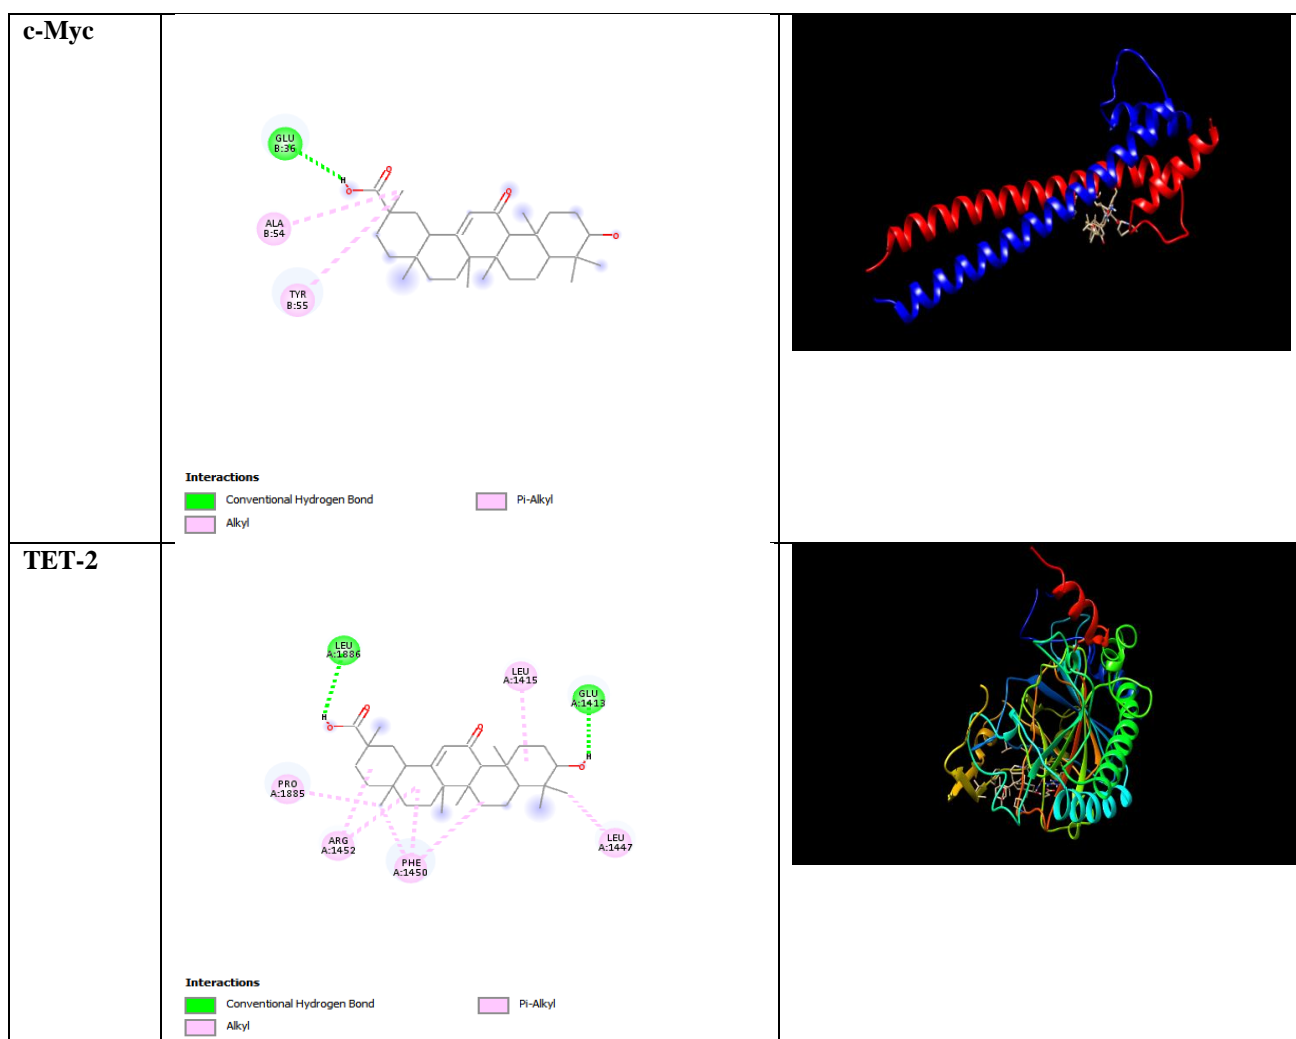 c-Myc
GLU
B:36
H
O
O
O
ALA
B:54
O
TYR
B:55
Interactions
Conventional Hydrogen Bond
Pi-Alkyl
Alkyl
TET-2
LEU
A:1886
LEU
A:1415
GLU
A:1413
H
O
O
O
H
O
PRO
A:1885
ARG
A:1452
PHE
A:1450
LEU
A:1447
Interactions
Conventional Hydrogen Bond
Pi-Alkyl
Alkyl